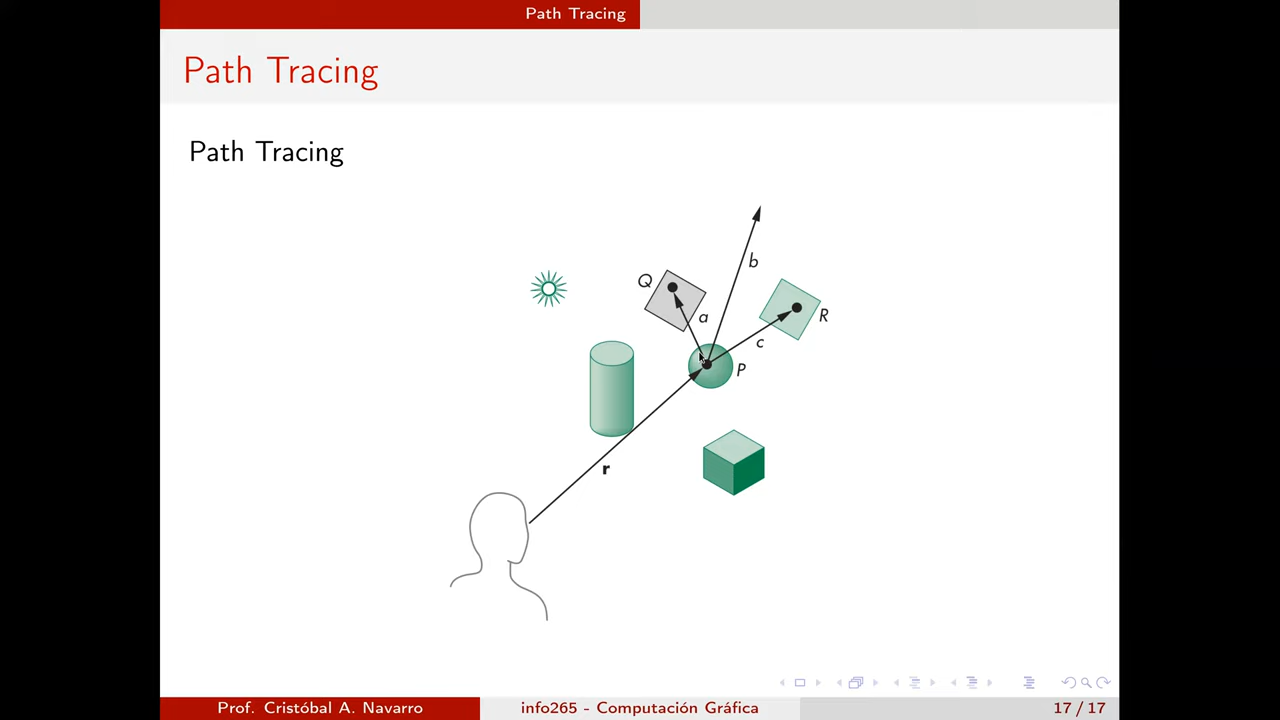 Path Tracing
Path Tracing
Path Tracing
b
Q
a
R
c
P
r
Prof. Cristóbal A. Navarro
info265 - Computación Gráfica
17 / 17